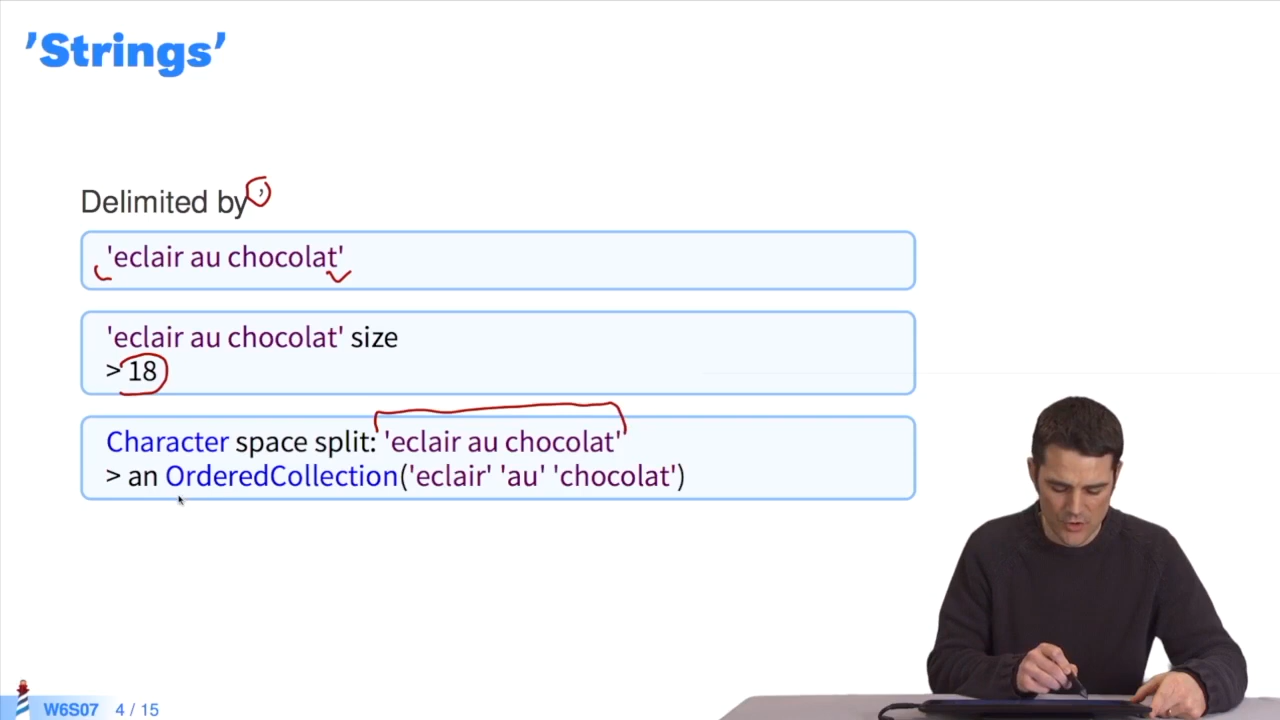 ’Strings’
Delimited by ’
'eclair au chocolat'
'eclair au chocolat' size
> 18
Character space split: 'eclair au chocolat'
> an OrderedCollection('eclair' 'au' 'chocolat')
W6S07 4 / 15